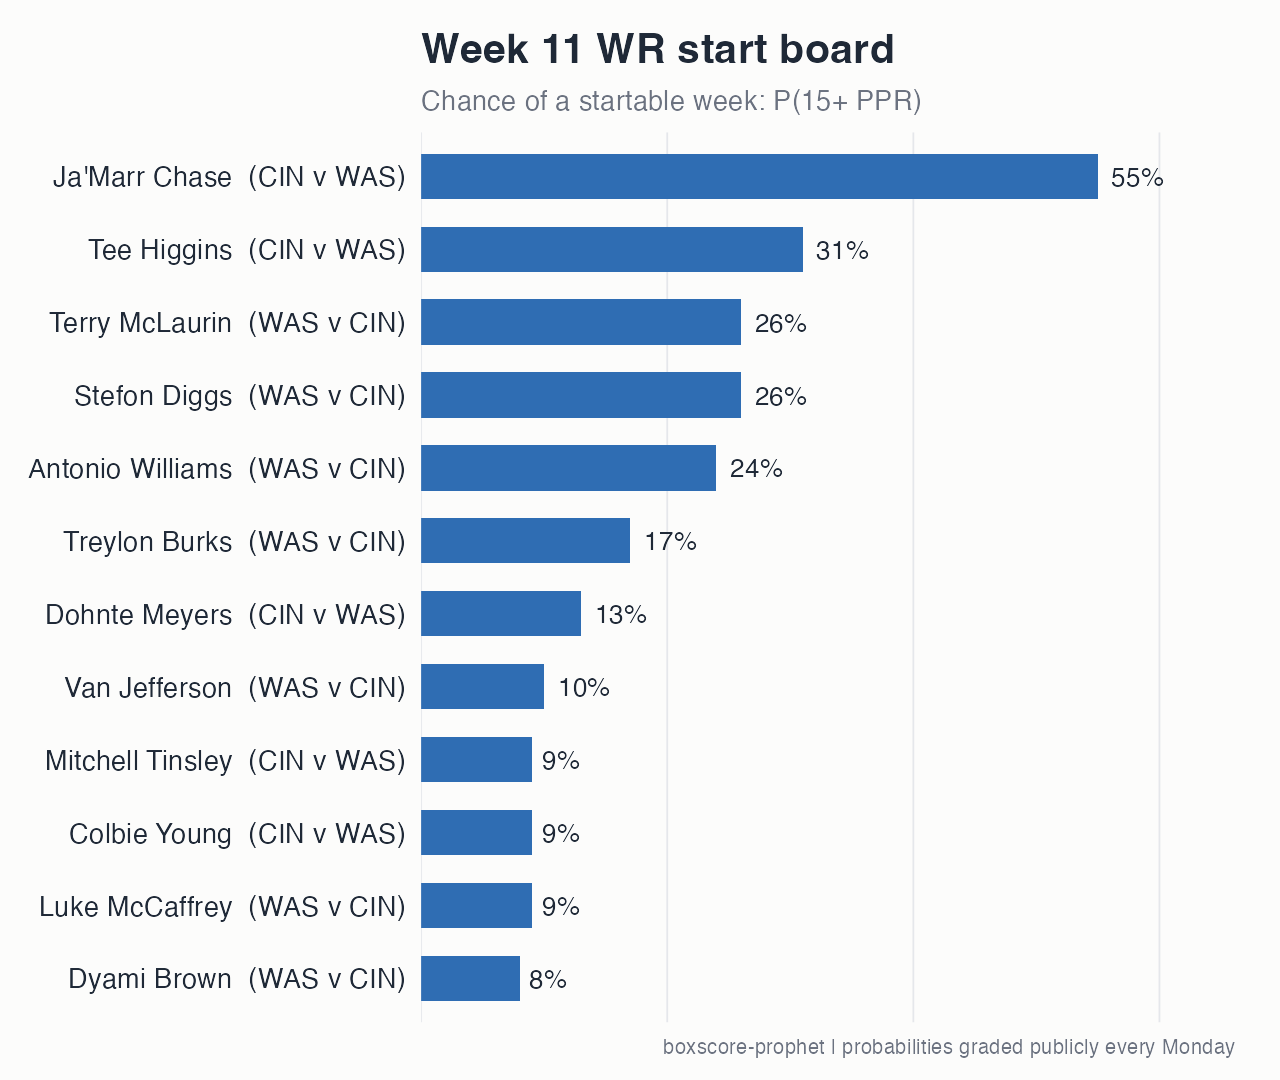 Week 11 WR start board
Chance of a startable week: P(15+ PPR)
Ja'Marr Chase (CIN v WAS) 55%
Tee Higgins (CIN v WAS) 31%
Terry McLaurin (WAS v CIN) 26%
Stefon Diggs (WAS v CIN) 26%
Antonio Williams (WAS v CIN) 24%
Treylon Burks (WAS v CIN) 17%
Dohnte Meyers (CIN v WAS) 13%
Van Jefferson (WAS v CIN) 10%
Mitchell Tinsley (CIN v WAS) 9%
Colbie Young (CIN v WAS) 9%
Luke McCaffrey (WAS v CIN) 9%
Dyami Brown (WAS v CIN) 8%
boxscore-prophet | probabilities graded publicly every Monday